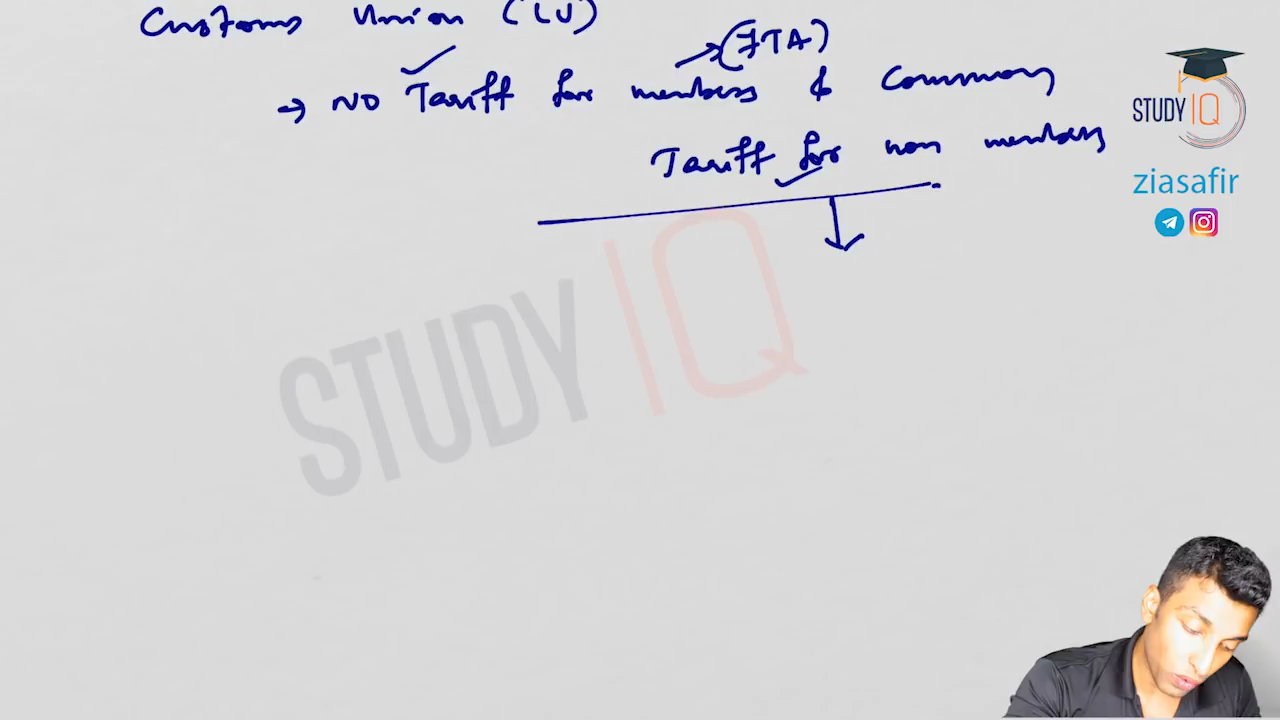 Customs Union (CU)
→ (FTA)
→ NO Tariff for members & Common
Tariff for non members
STUDY IQ
ziasafir
STUDY IQ